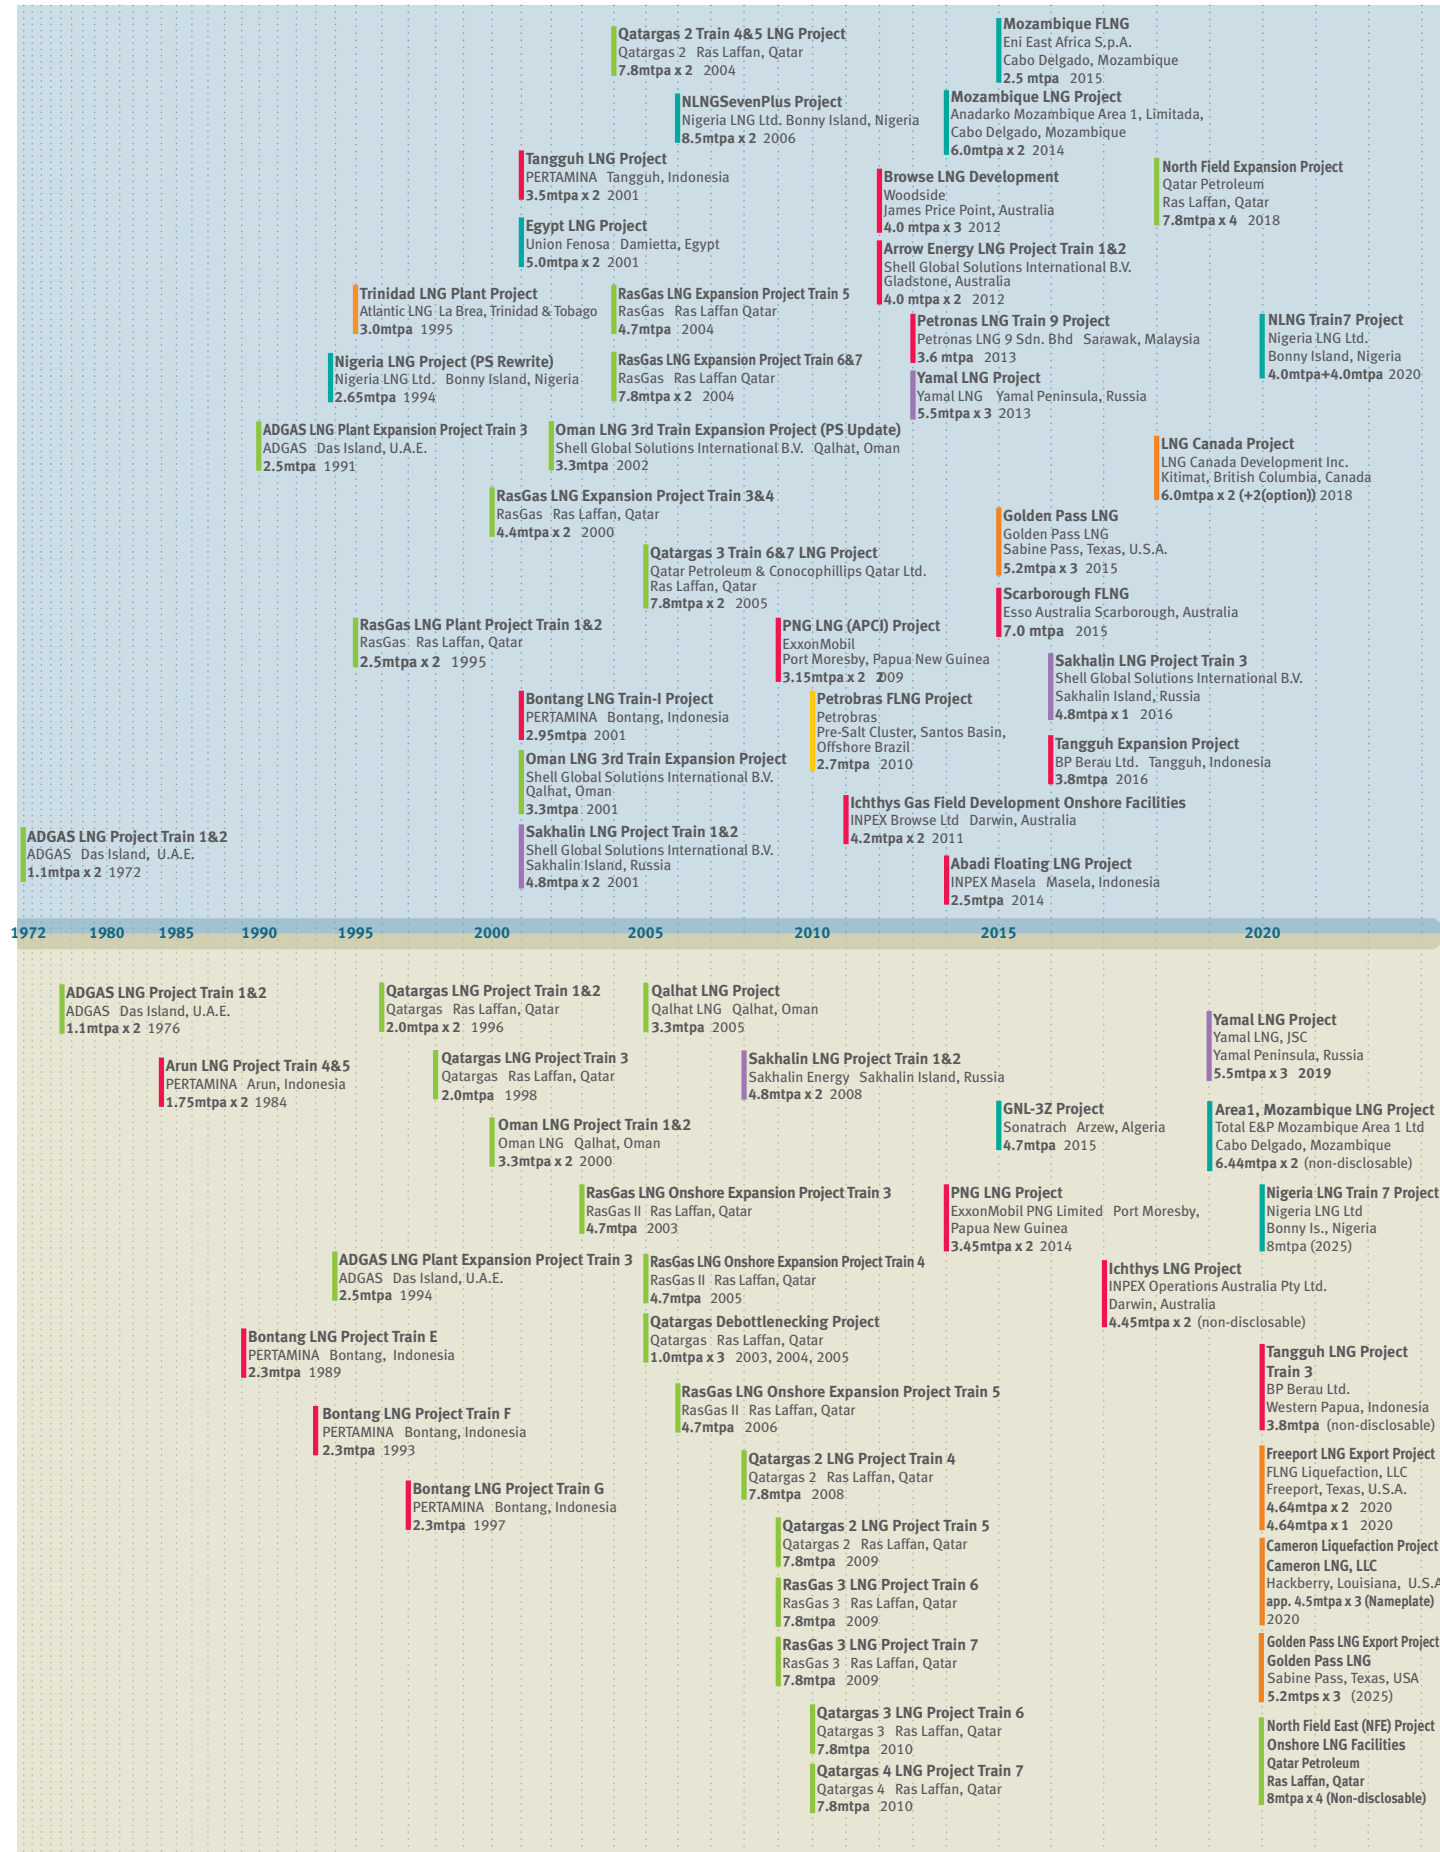 Qatargas 2 Train 4&5 LNG Project
Qatargas 2 Ras Laffan, Qatar
7.8mtpa x 2 2004
Mozambique FLNG
Eni East Africa S.p.A.
Cabo Delgado, Mozambique
2.5 mtpa 2015
NLNGSevenPlus Project
Nigeria LNG Ltd. Bonny Island, Nigeria
8.5mtpa x 2 2006
Mozambique LNG Project
Anadarko Mozambique Area 1, Limitada,
Cabo Delgado, Mozambique
6.0mtpa x 2 2014
Tangguh LNG Project
PERTAMINA Tangguh, Indonesia
3.5mtpa x 2 2001
Browse LNG Development
Woodside
James Price Point, Australia
4.0 mtpa x 3 2012
North Field Expansion Project
Qatar Petroleum
Ras Laffan, Qatar
7.8mtpa x 4 2018
Egypt LNG Project
Union Fenosa Damietta, Egypt
5.0mtpa x 2 2001
Arrow Energy LNG Project Train 1&2
Shell Global Solutions International B.V.
Gladstone, Australia
4.0 mtpa x 2 2012
Trinidad LNG Plant Project
Atlantic LNG La Brea, Trinidad & Tobago
3.0mtpa 1995
RasGas LNG Expansion Project Train 5
RasGas Ras Laffan Qatar
4.7mtpa 2004
Petronas LNG Train 9 Project
Petronas LNG 9 Sdn. Bhd Sarawak, Malaysia
3.6 mtpa 2013
NLNG Train7 Project
Nigeria LNG Ltd.
Bonny Island, Nigeria
4.0mtpa+4.0mtpa 2020
Nigeria LNG Project (PS Rewrite)
Nigeria LNG Ltd. Bonny Island, Nigeria
2.65mtpa 1994
RasGas LNG Expansion Project Train 6&7
RasGas Ras Laffan Qatar
7.8mtpa x 2 2004
Yamal LNG Project
Yamal LNG Yamal Peninsula, Russia
5.5mtpa x 3 2013
ADGAS LNG Plant Expansion Project Train 3
ADGAS Das Island, U.A.E.
2.5mtpa 1991
Oman LNG 3rd Train Expansion Project (PS Update)
Shell Global Solutions International B.V. Qalhat, Oman
3.3mtpa 2002
LNG Canada Project
LNG Canada Development Inc.
Kitimat, British Columbia, Canada
6.0mtpa x 2 (+2(option)) 2018
RasGas LNG Expansion Project Train 3&4
RasGas Ras Laffan, Qatar
4.4mtpa x 2 2000
Golden Pass LNG
Golden Pass LNG
Sabine Pass, Texas, U.S.A.
5.2mtpa x 3 2015
Qatargas 3 Train 6&7 LNG Project
Qatar Petroleum & Conocophillips Qatar Ltd.
Ras Laffan, Qatar
7.8mtpa x 2 2005
Scarborough FLNG
Esso Australia Scarborough, Australia
7.0 mtpa 2015
RasGas LNG Plant Project Train 1&2
RasGas Ras Laffan, Qatar
2.5mtpa x 2 1995
PNG LNG (APCI) Project
ExxonMobil
Port Moresby, Papua New Guinea
3.15mtpa x 2 2009
Sakhalin LNG Project Train 3
Shell Global Solutions International B.V.
Sakhalin Island, Russia
4.8mtpa x 1 2016
Bontang LNG Train-I Project
PERTAMINA Bontang, Indonesia
2.95mtpa 2001
Petrobras FLNG Project
Petrobras
Pre-Salt Cluster, Santos Basin,
Offshore Brazil
2.7mtpa 2010
Tangguh Expansion Project
BP Berau Ltd. Tangguh, Indonesia
3.8mtpa 2016
Oman LNG 3rd Train Expansion Project
Shell Global Solutions International B.V.
Qalhat, Oman
3.3mtpa 2001
Ichthys Gas Field Development Onshore Facilities
INPEX Browse Ltd Darwin, Australia
4.2mtpa x 2 2011
ADGAS LNG Project Train 1&2
ADGAS Das Island, U.A.E.
1.1mtpa x 2 1972
Sakhalin LNG Project Train 1&2
Shell Global Solutions International B.V.
Sakhalin Island, Russia
4.8mtpa x 2 2001
Abadi Floating LNG Project
INPEX Masela Masela, Indonesia
2.5mtpa 2014
1972 1980 1985 1990 1995 2000 2005 2010 2015 2020
ADGAS LNG Project Train 1&2
ADGAS Das Island, U.A.E.
1.1mtpa x 2 1976
Qatargas LNG Project Train 1&2
Qatargas Ras Laffan, Qatar
2.0mtpa x 2 1996
Qalhat LNG Project
Qalhat LNG Qalhat, Oman
3.3mtpa 2005
Yamal LNG Project
Yamal LNG, JSC
Yamal Peninsula, Russia
5.5mtpa x 3 2019
Arun LNG Project Train 4&5
PERTAMINA Arun, Indonesia
1.75mtpa x 2 1984
Qatargas LNG Project Train 3
Qatargas Ras Laffan, Qatar
2.0mtpa 1998
Sakhalin LNG Project Train 1&2
Sakhalin Energy Sakhalin Island, Russia
4.8mtpa x 2 2008
GNL-3Z Project
Sonatrach Arzew, Algeria
4.7mtpa 2015
Area1, Mozambique LNG Project
Total E&P Mozambique Area 1 Ltd
Cabo Delgado, Mozambique
6.44mtpa x 2 (non-disclosable)
Oman LNG Project Train 1&2
Oman LNG Qalhat, Oman
3.3mtpa x 2 2000
RasGas LNG Onshore Expansion Project Train 3
RasGas II Ras Laffan, Qatar
4.7mtpa 2003
PNG LNG Project
ExxonMobil PNG Limited Port Moresby,
Papua New Guinea
3.45mtpa x 2 2014
Nigeria LNG Train 7 Project
Nigeria LNG Ltd
Bonny Is., Nigeria
8mtpa (2025)
ADGAS LNG Plant Expansion Project Train 3
ADGAS Das Island, U.A.E.
2.5mtpa 1994
RasGas LNG Onshore Expansion Project Train 4
RasGas II Ras Laffan, Qatar
4.7mtpa 2005
Ichthys LNG Project
INPEX Operations Australia Pty Ltd.
Darwin, Australia
4.45mtpa x 2 (non-disclosable)
Qatargas Debottlenecking Project
Qatargas Ras Laffan, Qatar
1.0mtpa x 3 2003, 2004, 2005
Bontang LNG Project Train E
PERTAMINA Bontang, Indonesia
2.3mtpa 1989
Tangguh LNG Project
Train 3
BP Berau Ltd.
Western Papua, Indonesia
3.8mtpa (non-disclosable)
RasGas LNG Onshore Expansion Project Train 5
RasGas II Ras Laffan, Qatar
4.7mtpa 2006
Bontang LNG Project Train F
PERTAMINA Bontang, Indonesia
2.3mtpa 1993
Qatargas 2 LNG Project Train 4
Qatargas 2 Ras Laffan, Qatar
7.8mtpa 2008
Freeport LNG Export Project
FLNG Liquefaction, LLC
Freeport, Texas, U.S.A.
4.64mtpa x 2 2020
4.64mtpa x 1 2020
Bontang LNG Project Train G
PERTAMINA Bontang, Indonesia
2.3mtpa 1997
Qatargas 2 LNG Project Train 5
Qatargas 2 Ras Laffan, Qatar
7.8mtpa 2009
Cameron Liquefaction Project
Cameron LNG, LLC
Hackberry, Louisiana, U.S.A
app. 4.5mtpa x 3 (Nameplate)
2020
RasGas 3 LNG Project Train 6
RasGas 3 Ras Laffan, Qatar
7.8mtpa 2009
RasGas 3 LNG Project Train 7
RasGas 3 Ras Laffan, Qatar
7.8mtpa 2009
Golden Pass LNG Export Project
Golden Pass LNG
Sabine Pass, Texas, USA
5.2mtps x 3 (2025)
Qatargas 3 LNG Project Train 6
Qatargas 3 Ras Laffan, Qatar
7.8mtpa 2010
North Field East (NFE) Project
Onshore LNG Facilities
Qatar Petroleum
Ras Laffan, Qatar
8mtpa x 4 (Non-disclosable)
Qatargas 4 LNG Project Train 7
Qatargas 4 Ras Laffan, Qatar
7.8mtpa 2010